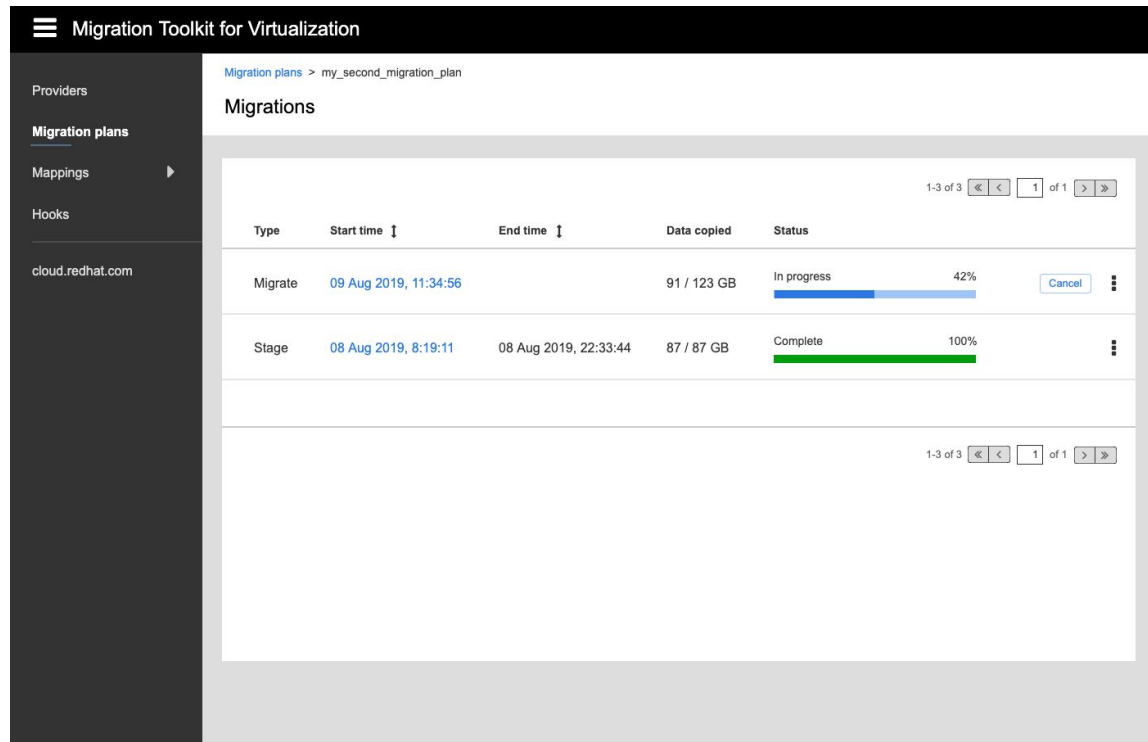 Migration Toolkit for Virtualization
Providers
Migration plans
Mappings
Hooks
cloud.redhat.com
Migration plans > my_second_migration_plan
Migrations
1-3 of 3 « < 1 of 1 > »
Type Start time End time Data copied Status
Migrate 09 Aug 2019, 11:34:56 91 / 123 GB In progress 42% Cancel
Stage 08 Aug 2019, 8:19:11 08 Aug 2019, 22:33:44 87 / 87 GB Complete 100%
1-3 of 3 « < 1 of 1 > »